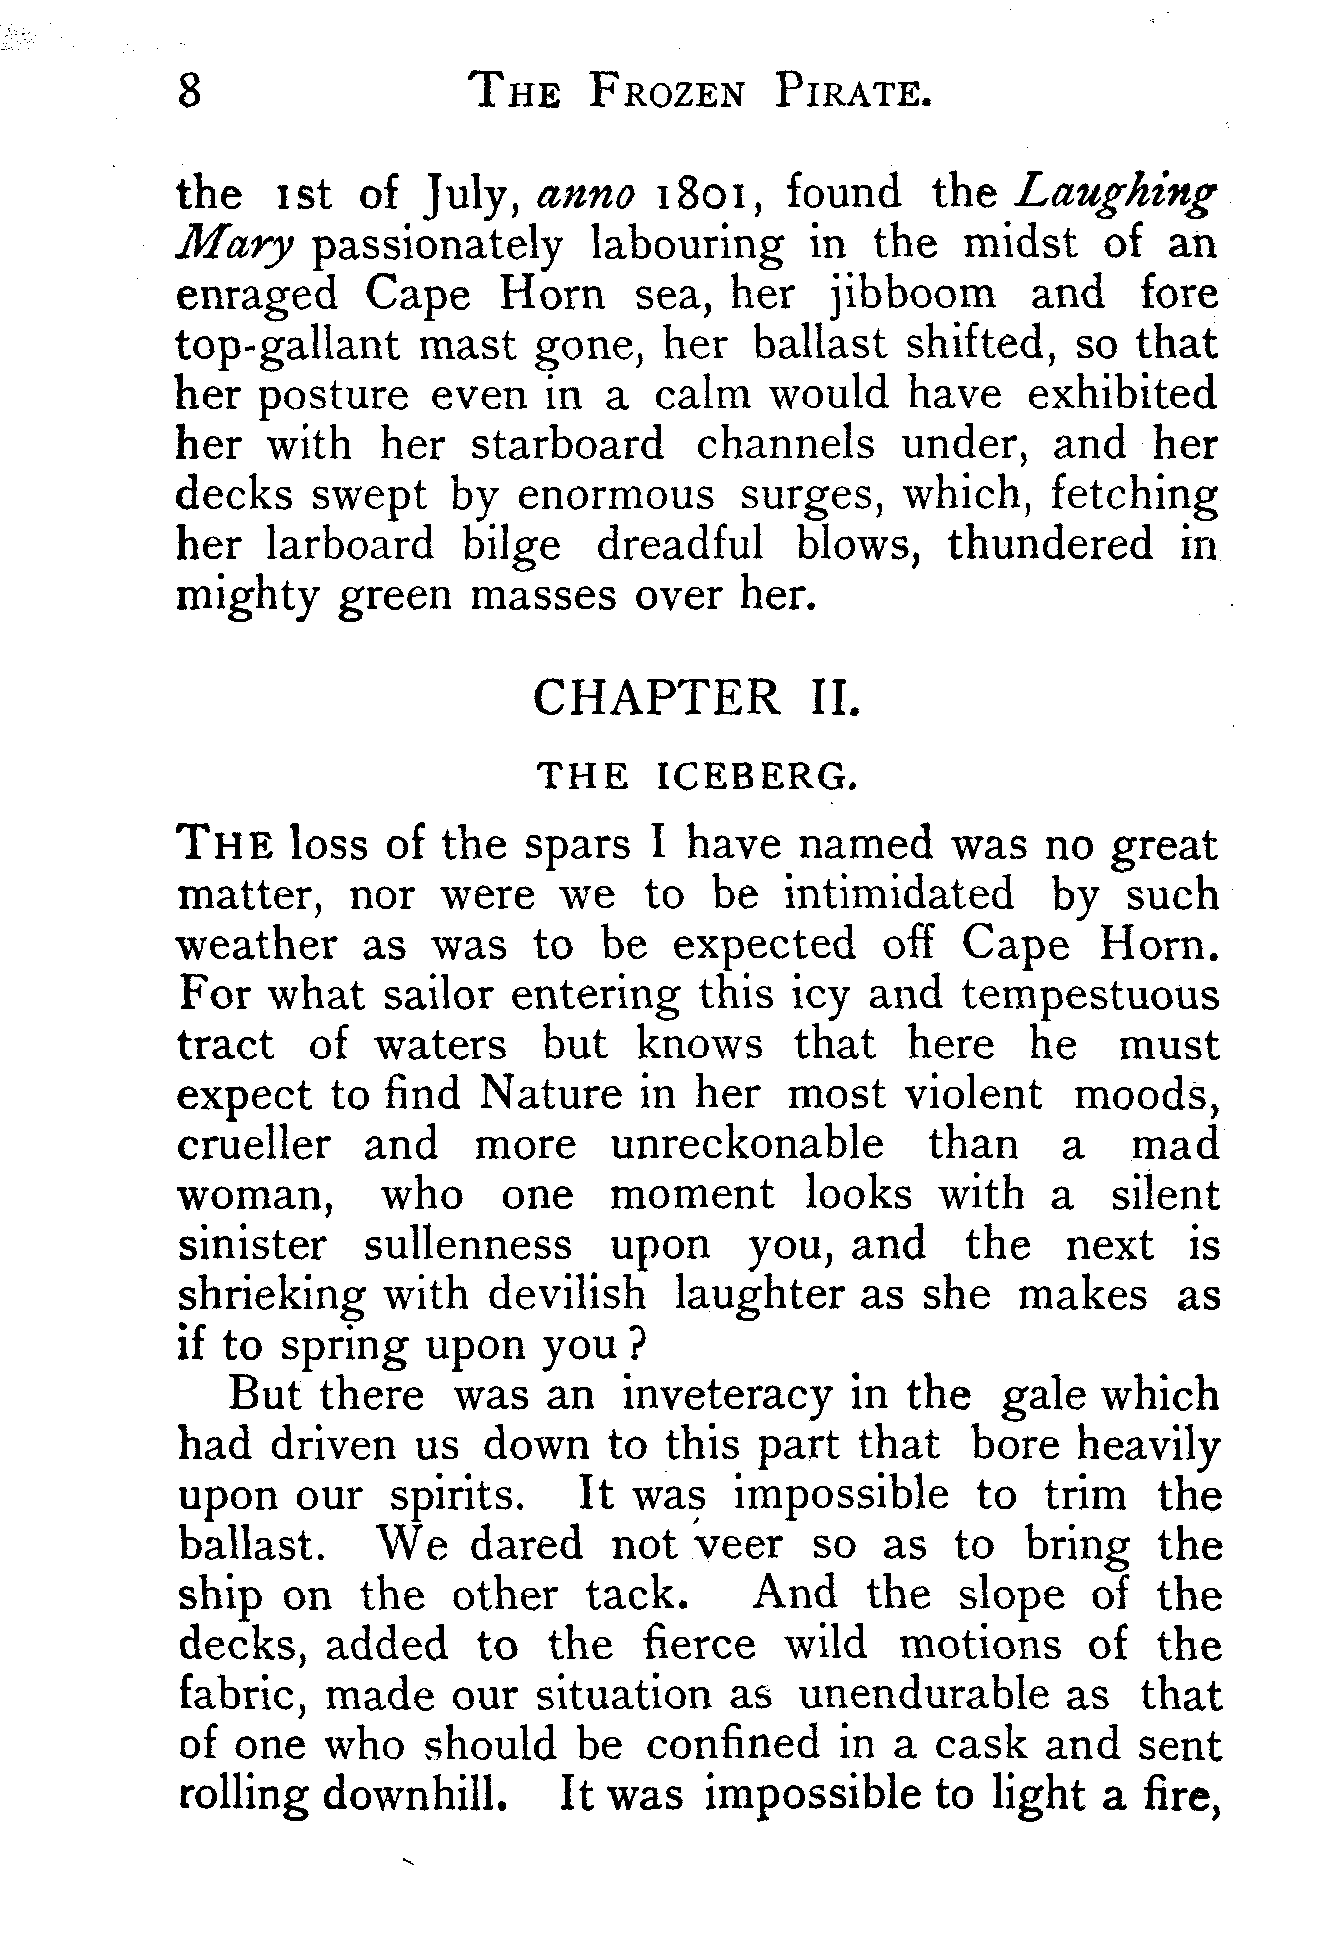 8 THE FROZEN PIRATE.
the 1st of July, anno 1801, found the Laughing
Mary passionately labouring in the midst of an
enraged Cape Horn sea, her jibboom and fore
top-gallant mast gone, her ballast shifted, so that
her posture even in a calm would have exhibited
her with her starboard channels under, and her
decks swept by enormous surges, which, fetching
her larboard bilge dreadful blows, thundered in
mighty green masses over her.
CHAPTER II.
THE ICEBERG.
THE loss of the spars I have named was no great
matter, nor were we to be intimidated by such
weather as was to be expected off Cape Horn.
For what sailor entering this icy and tempestuous
tract of waters but knows that here he must
expect to find Nature in her most violent moods,
crueller and more unreckonable than a mad
woman, who one moment looks with a silent
sinister sullenness upon you, and the next is
shrieking with devilish laughter as she makes as
if to spring upon you ?
But there was an inveteracy in the gale which
had driven us down to this part that bore heavily
upon our spirits. It was impossible to trim the
ballast. We dared not veer so as to bring the
ship on the other tack. And the slope of the
decks, added to the fierce wild motions of the
fabric, made our situation as unendurable as that
of one who should be confined in a cask and sent
rolling downhill. It was impossible to light a fire,